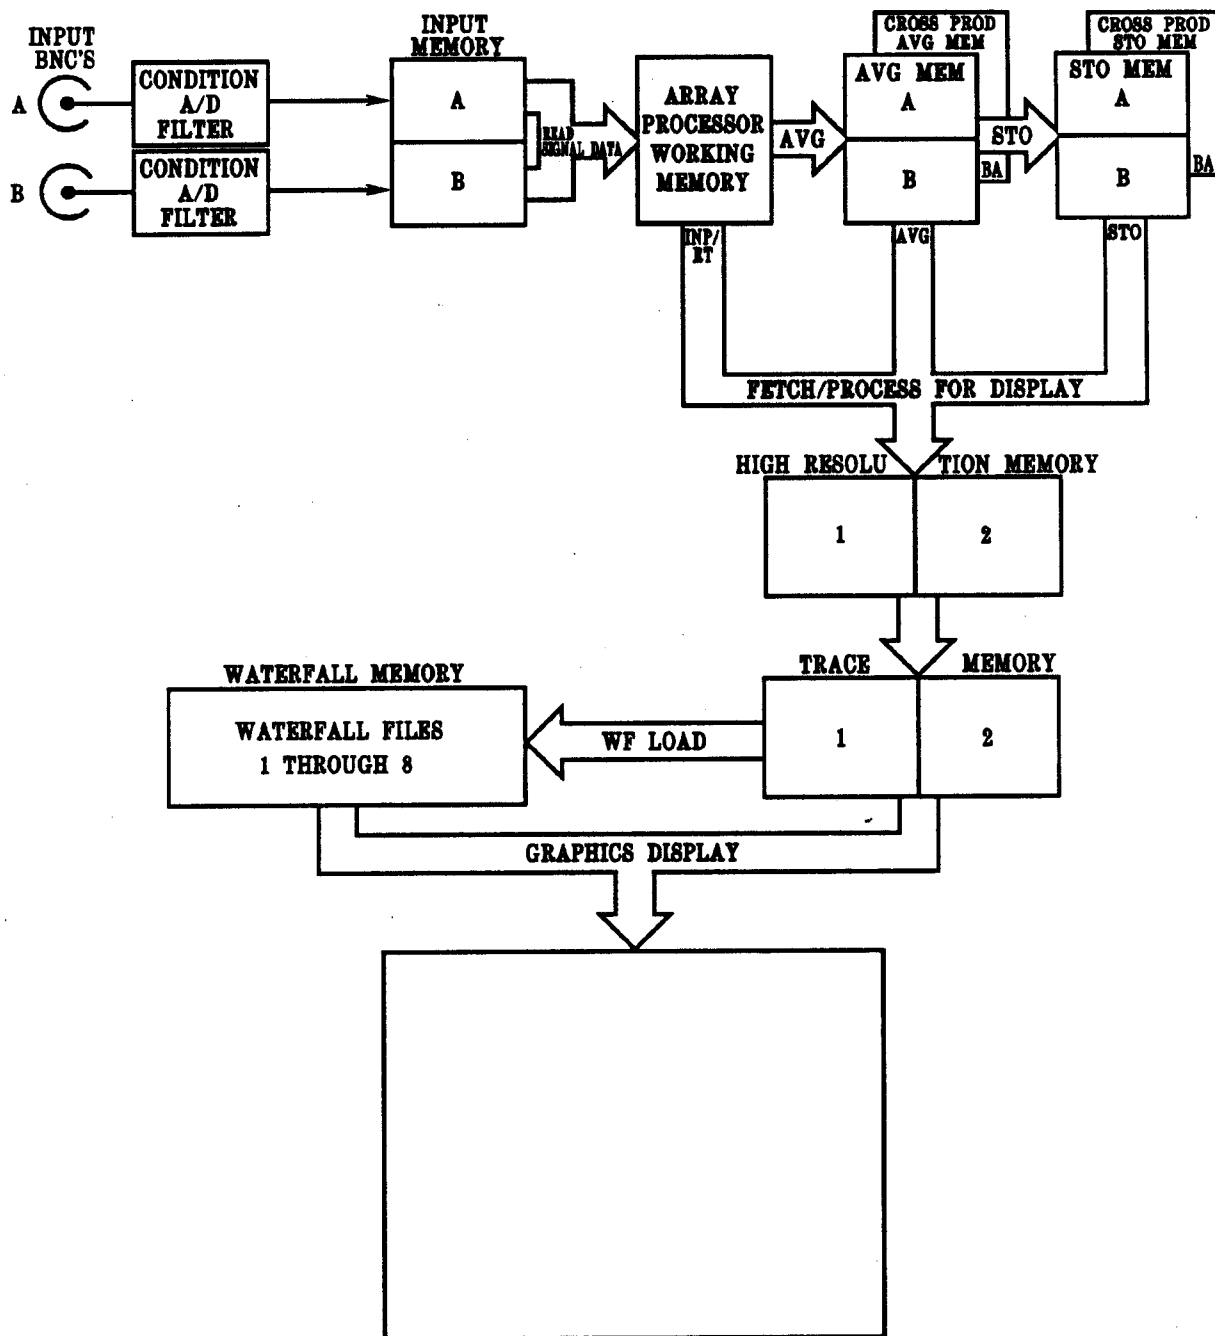 INPUT
BNC'S
A
B
CONDITION
A/D
FILTER
CONDITION
A/D
FILTER
INPUT
MEMORY
A
B
READ
SIGNAL DATA
ARRAY
PROCESSOR
WORKING
MEMORY
AVG
CROSS PROD
AVG MEM
AVG MEM
A
B
BA
STO
CROSS PROD
STO MEM
STO MEM
A
B
BA
INP/
RT
AVG
STO
FETCH/PROCESS FOR DISPLAY
HIGH RESOLU TION MEMORY
1 2
TRACE MEMORY
1 2
WATERFALL MEMORY
WATERFALL FILES
1 THROUGH 8
WF LOAD
GRAPHICS DISPLAY